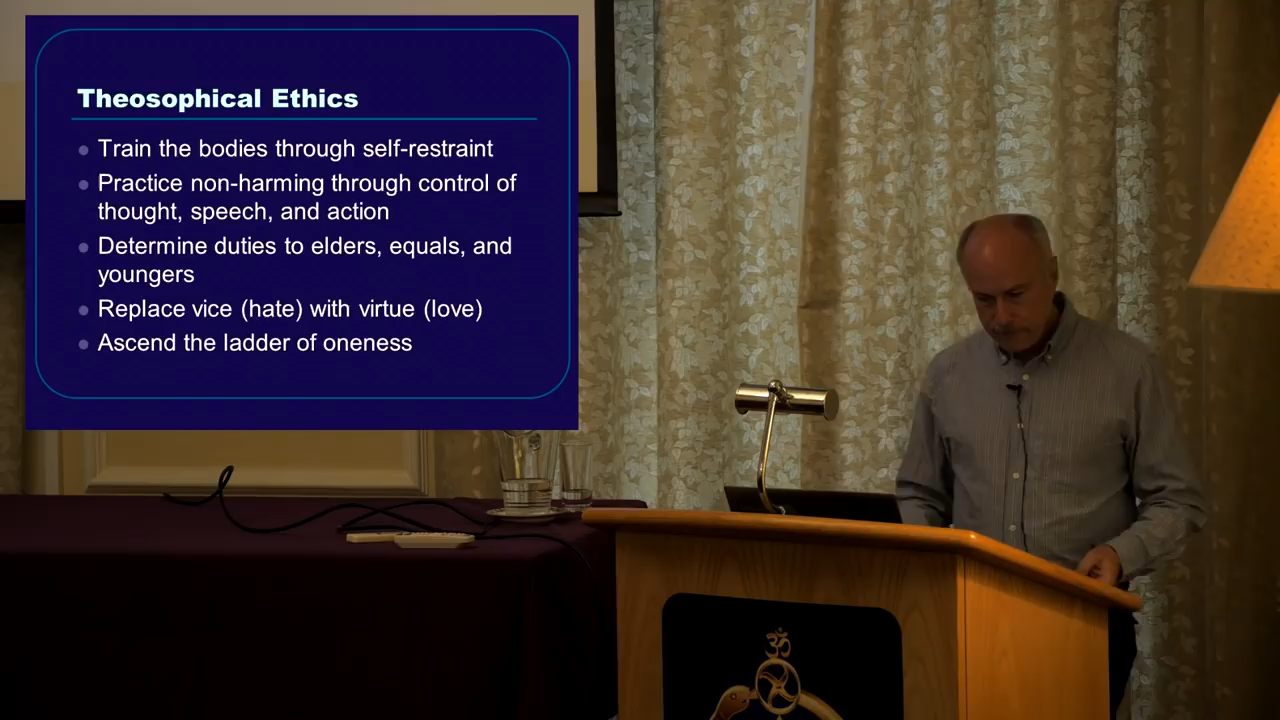 Theosophical Ethics
Train the bodies through self-restraint
Practice non-harming through control of
thought, speech, and action
Determine duties to elders, equals, and
youngers
Replace vice (hate) with virtue (love)
Ascend the ladder of oneness
ॐ